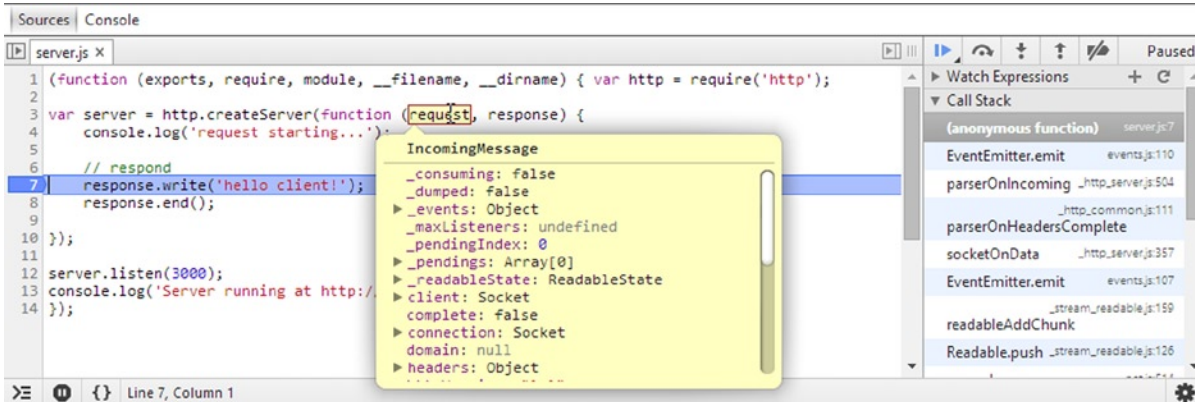 Sources Console
server.js ×
Paused
1 (function (exports, require, module, __filename, __dirname) { var http = require('http');
2
3 var server = http.createServer(function (request, response) {
4 console.log('request starting...');
5
6 // respond
7 response.write('hello client!');
8 response.end();
9
10 });
11
12 server.listen(3000);
13 console.log('Server running at http:/
14 });
IncomingMessage
_consuming: false
_dumped: false
_events: Object
_maxListeners: undefined
_pendingIndex: 0
_pendings: Array[0]
_readableState: ReadableState
client: Socket
complete: false
connection: Socket
domain: null
headers: Object
Watch Expressions
Call Stack
(anonymous function) server.js:7
EventEmitter.emit events.js:110
parserOnIncoming _http_server.js:504
_http_common.js:111
parserOnHeadersComplete
socketOnData _http_server.js:357
EventEmitter.emit events.js:107
_stream_readable.js:159
readableAddChunk
Readable.push _stream_readable.js:126
{} Line 7, Column 1